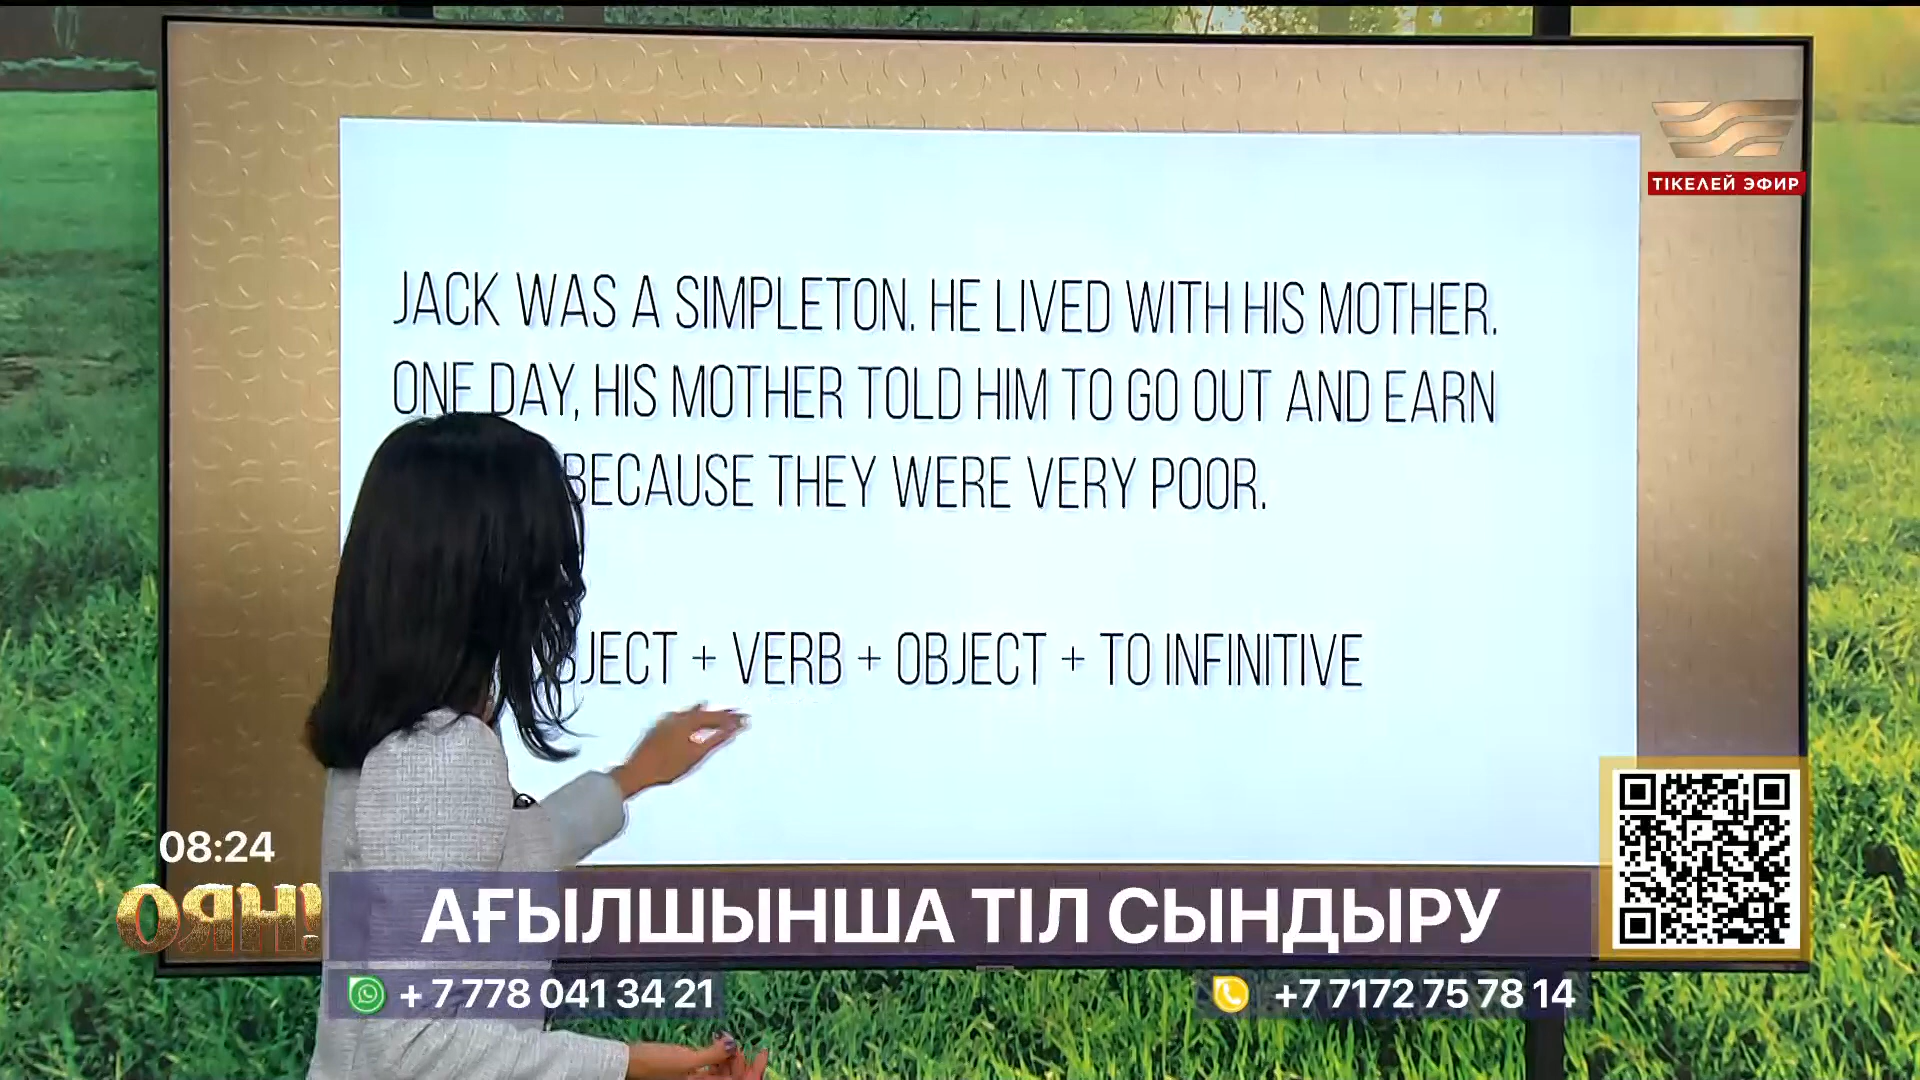 ТІКЕЛЕЙ ЭФИР
JACK WAS A SIMPLETON. HE LIVED WITH HIS MOTHER.
ONE DAY, HIS MOTHER TOLD HIM TO GO OUT AND EARN
BECAUSE THEY WERE VERY POOR.
+ VERB + OBJECT + TO INFINITIVE
08:24
ОЯН!
АҒЫЛШЫНША ТІЛ СЫНДЫРУ
+ 7 778 041 34 21
+7 7172 75 78 14